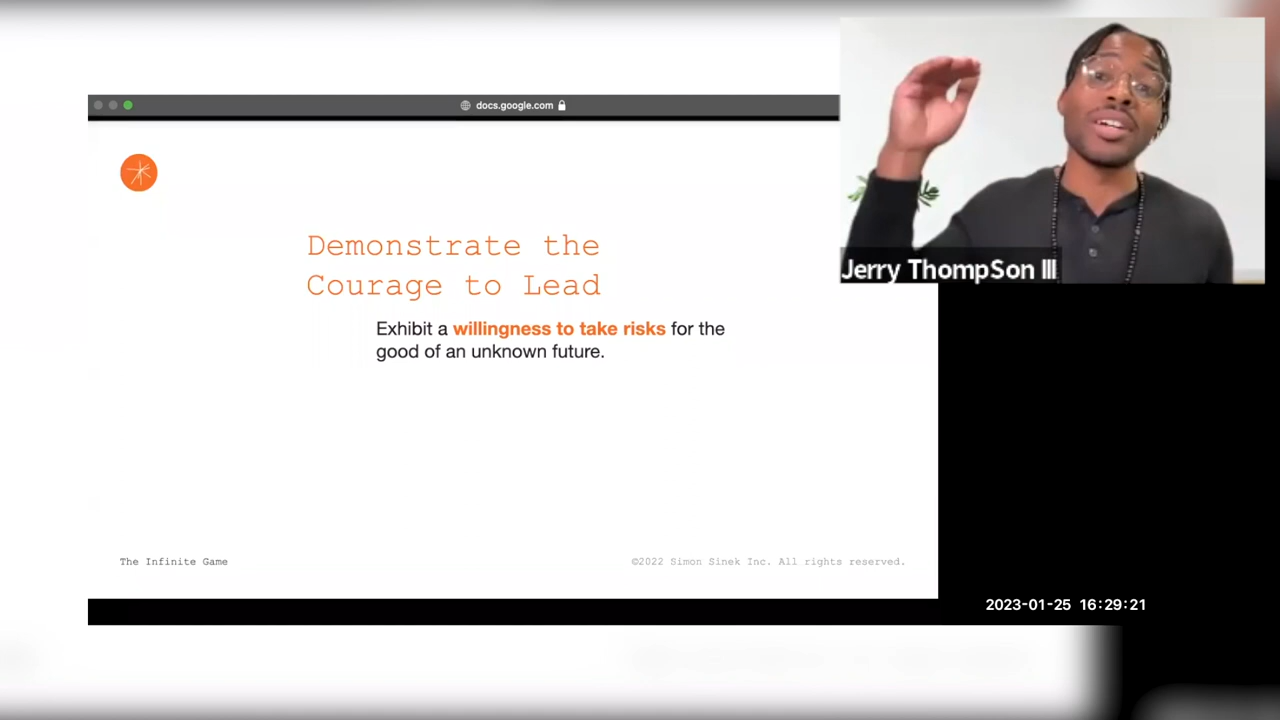 docs.google.com
Demonstrate the
Courage to Lead
Exhibit a willingness to take risks for the
good of an unknown future.
Jerry ThompSon III
The Infinite Game
©2022 Simon Sinek Inc. All rights reserved.
2023-01-25 16:29:21